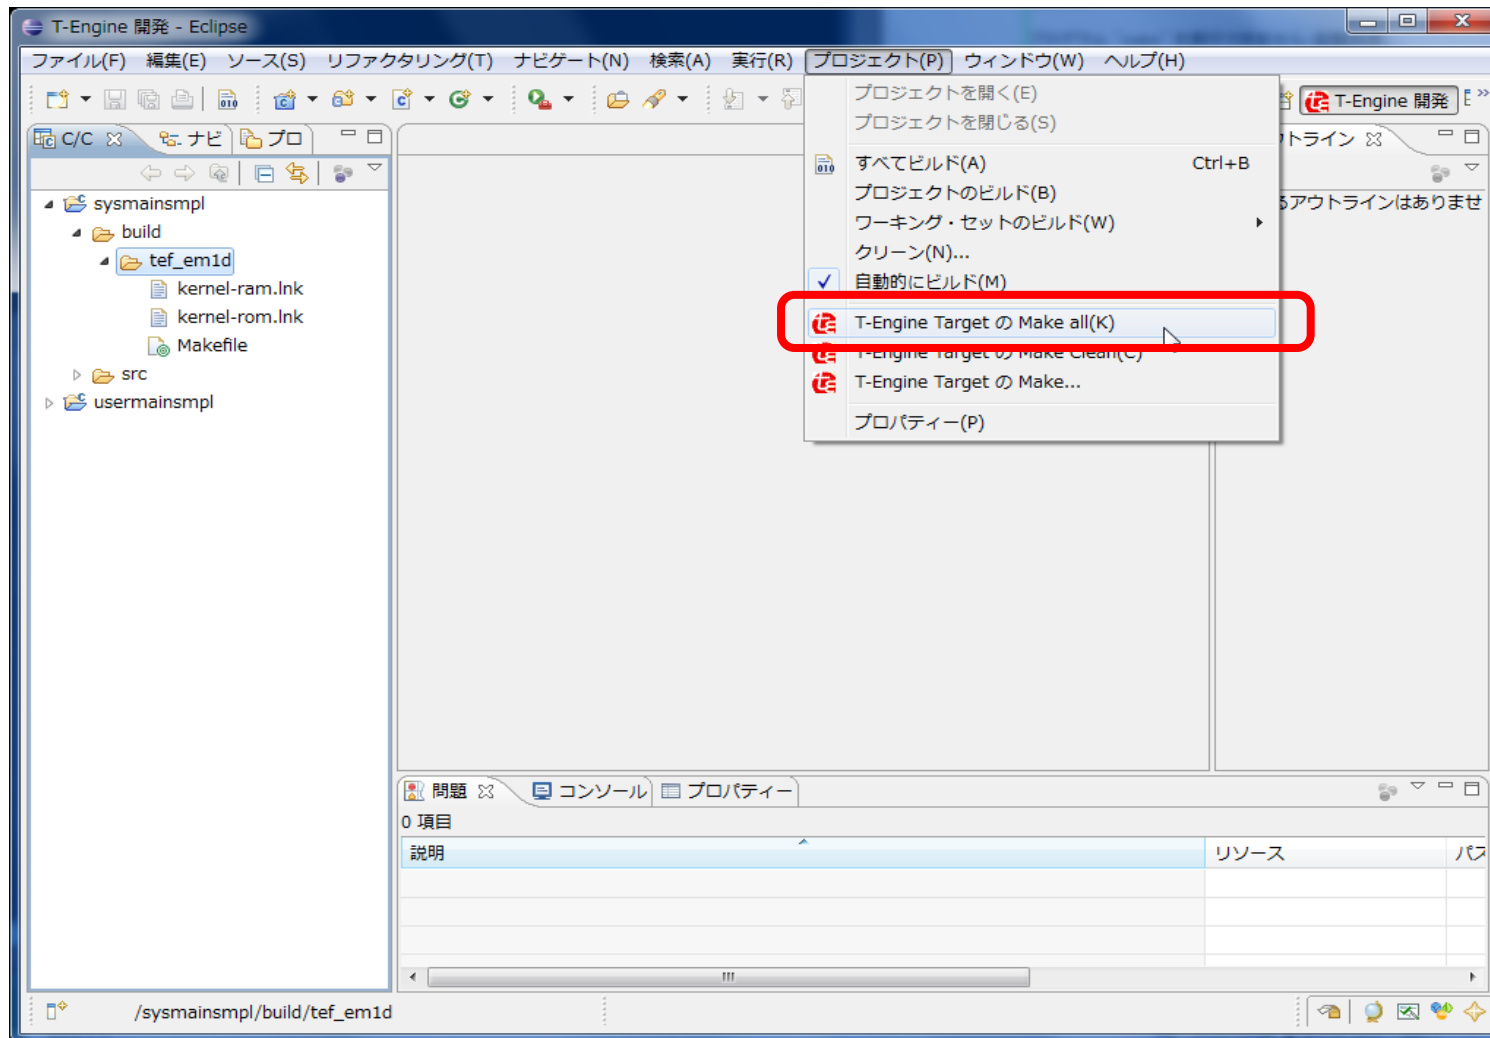 T-Engine 開発 - Eclipse
ファイル(F) 編集(E) ソース(S) リファクタリング(T) ナビゲート(N) 検索(A) 実行(R) プロジェクト(P) ウィンドウ(W) ヘルプ(H)
T-Engine 開発
C/C ナビ プロ
トライン
アウトラインはありませ
プロジェクトを開く(E)
プロジェクトを閉じる(S)
すべてビルド(A) Ctrl+B
プロジェクトのビルド(B)
ワーキング・セットのビルド(W)
クリーン(N)...
自動的にビルド(M)
T-Engine Target の Make all(K)
T-Engine Target の Make Clean(C)
T-Engine Target の Make...
プロパティー(P)
sysmainsmpl
build
tef_em1d
kernel-ram.lnk
kernel-rom.lnk
Makefile
src
usermainsmpl
問題 コンソール プロパティー
0 項目
説明 リソース パス
/sysmainsmpl/build/tef_em1d